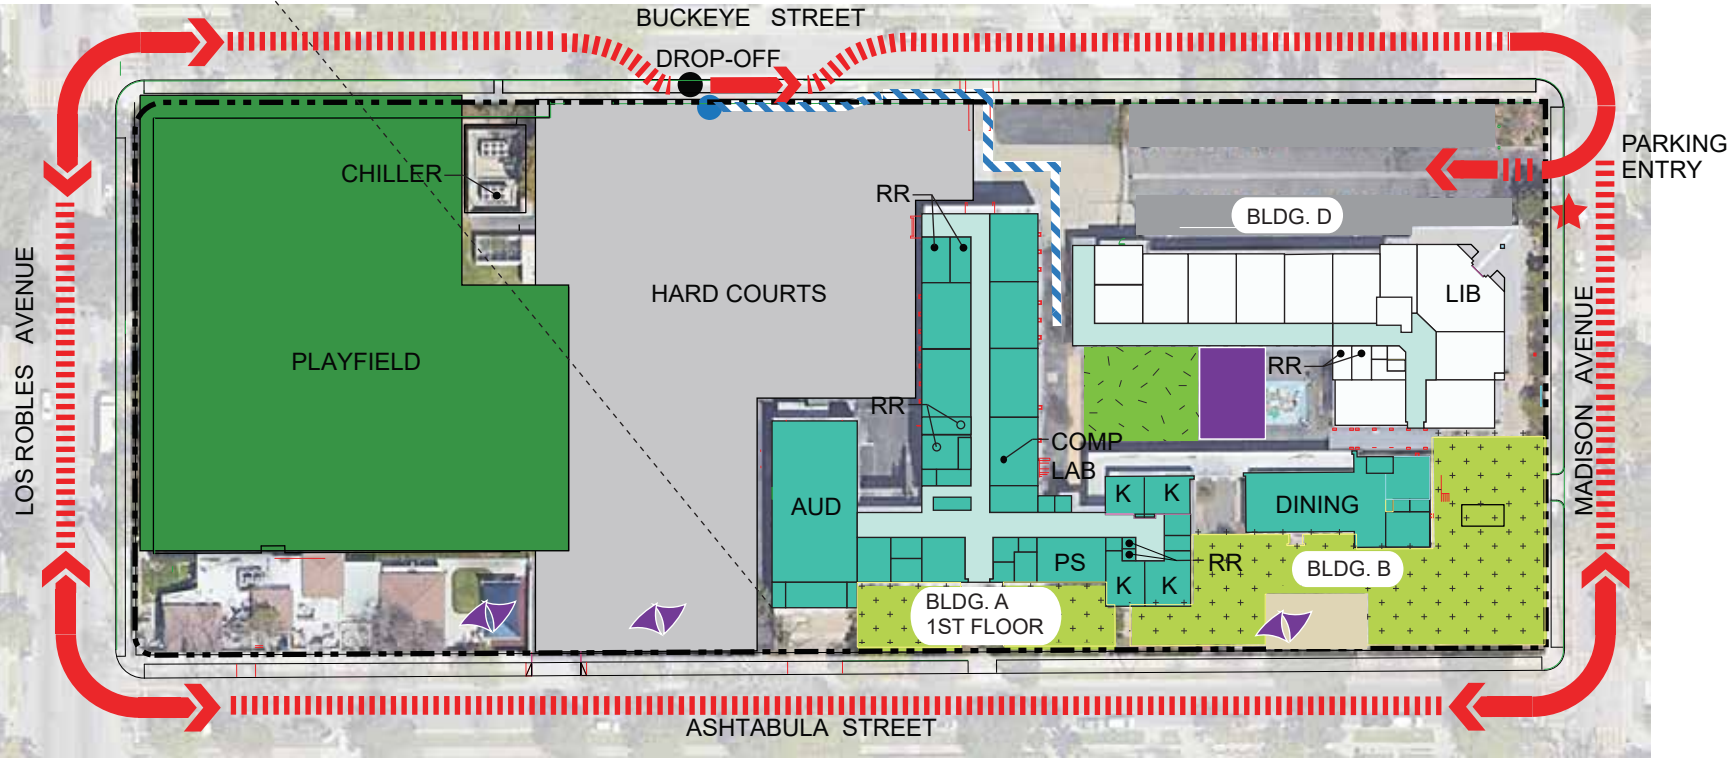 BUCKEYE STREET
DROP-OFF
PARKING
ENTRY
CHILLER
RR
BLDG. D
HARD COURTS
LIB
LOS ROBLES AVENUE
PLAYFIELD
RR
MADISON AVENUE
RR
COMP
LAB
K
K
AUD
DINING
PS
RR
BLDG. B
K
K
BLDG. A
1ST FLOOR
ASHTABULA STREET